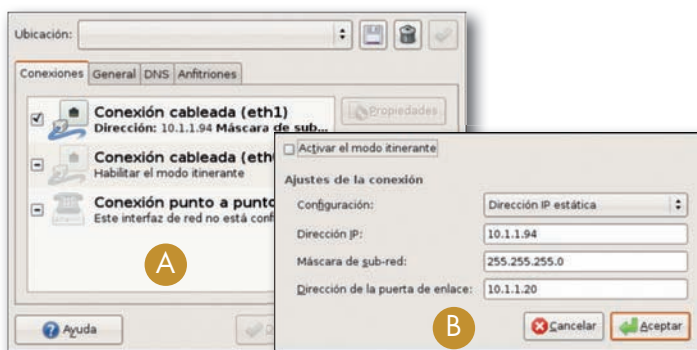 Ubicación:
Conexiones General DNS Anfitriones
Conexión cableada (eth1)
Dirección: 10.1.1.94 Máscara de sub...
Propiedades
Conexión cableada (eth
Habilitar el modo itinerante
Conexión punto a punto
Este interfaz de red no está conf
A
Ayuda
Activar el modo itinerante
Ajustes de la conexión
Configuración: Dirección IP estática
Dirección IP: 10.1.1.94
Máscara de sub-red: 255.255.255.0
Dirección de la puerta de enlace: 10.1.1.20
B
Cancelar Aceptar